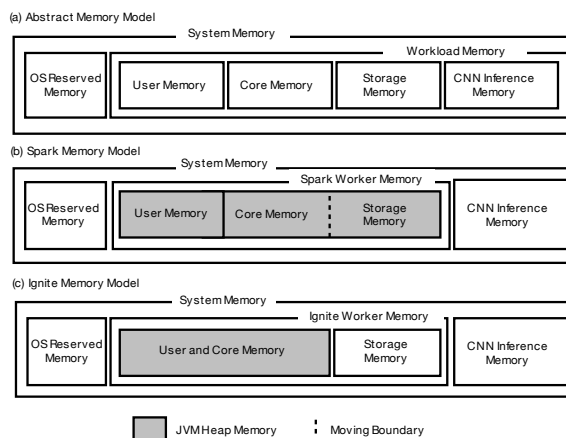 (a) Abstract Memory Model
System Memory
Workload Memory
OS Reserved
Memory
User Memory
Core Memory
Storage
Memory
CNN Inference
Memory
(b) Spark Memory Model
System Memory
Spark Worker Memory
OS Reserved
Memory
User Memory
Core Memory
Storage
Memory
CNN Inference
Memory
(c) Ignite Memory Model
System Memory
Ignite Worker Memory
OS Reserved
Memory
User and Core Memory
Storage
Memory
CNN Inference
Memory
JVM Heap Memory
Moving Boundary